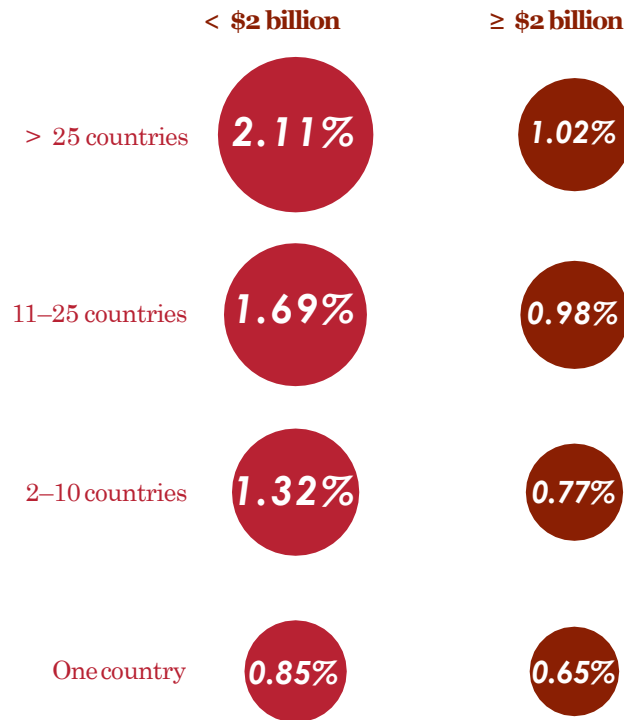 < $2 billion ≥ $2 billion
> 25 countries 2.11% 1.02%
11–25 countries 1.69% 0.98%
2–10 countries 1.32% 0.77%
One country 0.85% 0.65%